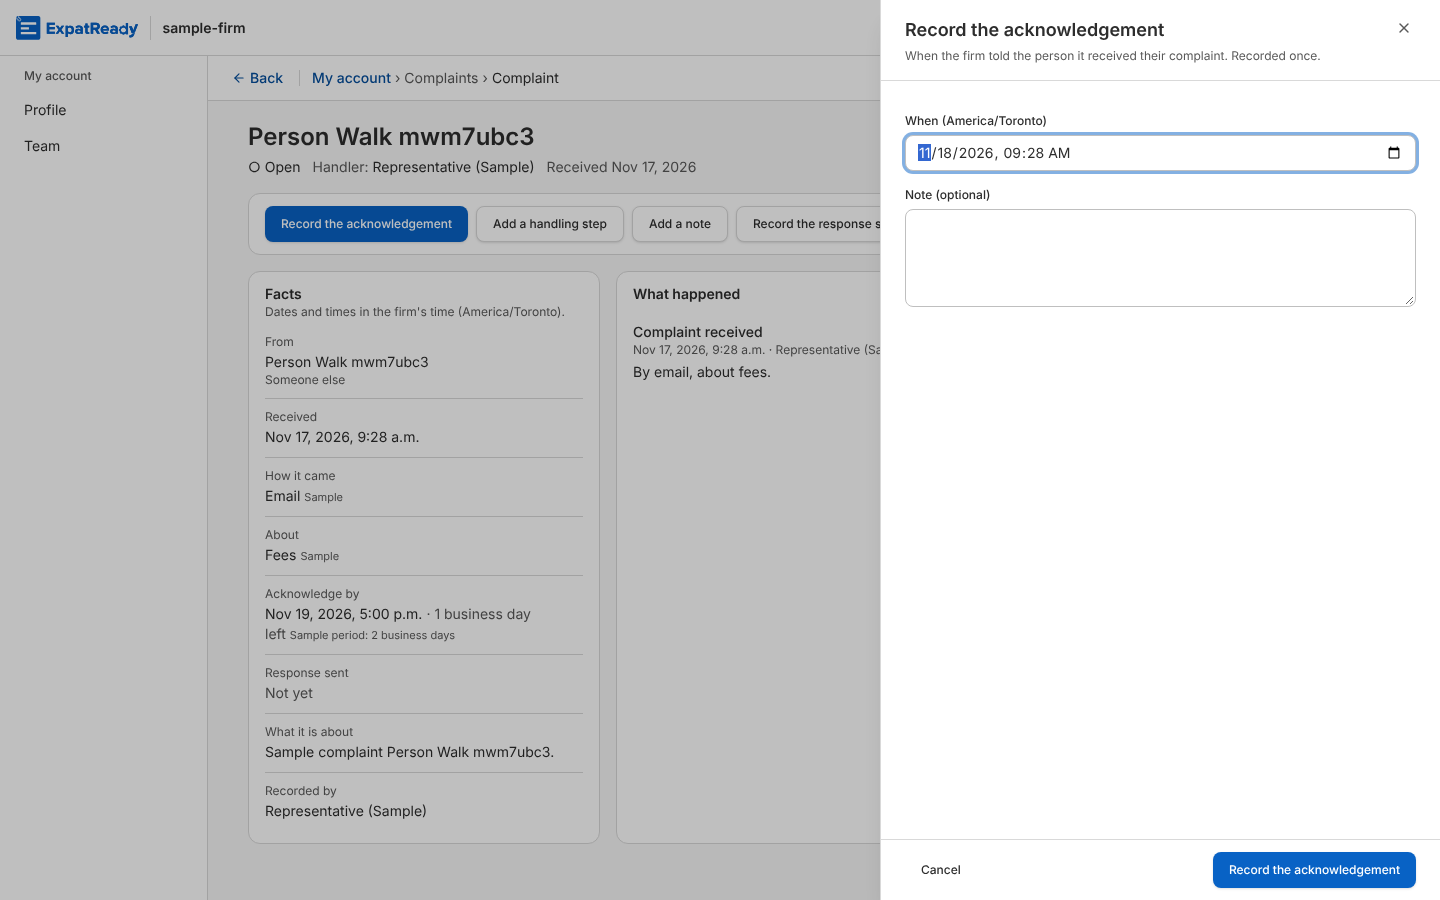 ExpatReady
sample-firm
My account
Profile
Team
← Back
My account › Complaints › Complaint
Person Walk mwm7ubc3
Open Handler: Representative (Sample) Received Nov 17, 2026
Record the acknowledgement
Add a handling step
Add a note
Record the response s
Facts
Dates and times in the firm's time (America/Toronto).
From
Person Walk mwm7ubc3
Someone else
Received
Nov 17, 2026, 9:28 a.m.
How it came
Email Sample
About
Fees Sample
Acknowledge by
Nov 19, 2026, 5:00 p.m. · 1 business day
left Sample period: 2 business days
Response sent
Not yet
What it is about
Sample complaint Person Walk mwm7ubc3.
Recorded by
Representative (Sample)
What happened
Complaint received
Nov 17, 2026, 9:28 a.m. · Representative (Sa
By email, about fees.
Record the acknowledgement
When the firm told the person it received their complaint. Recorded once.
When (America/Toronto)
11/18/2026, 09:28 AM
Note (optional)
Cancel
Record the acknowledgement